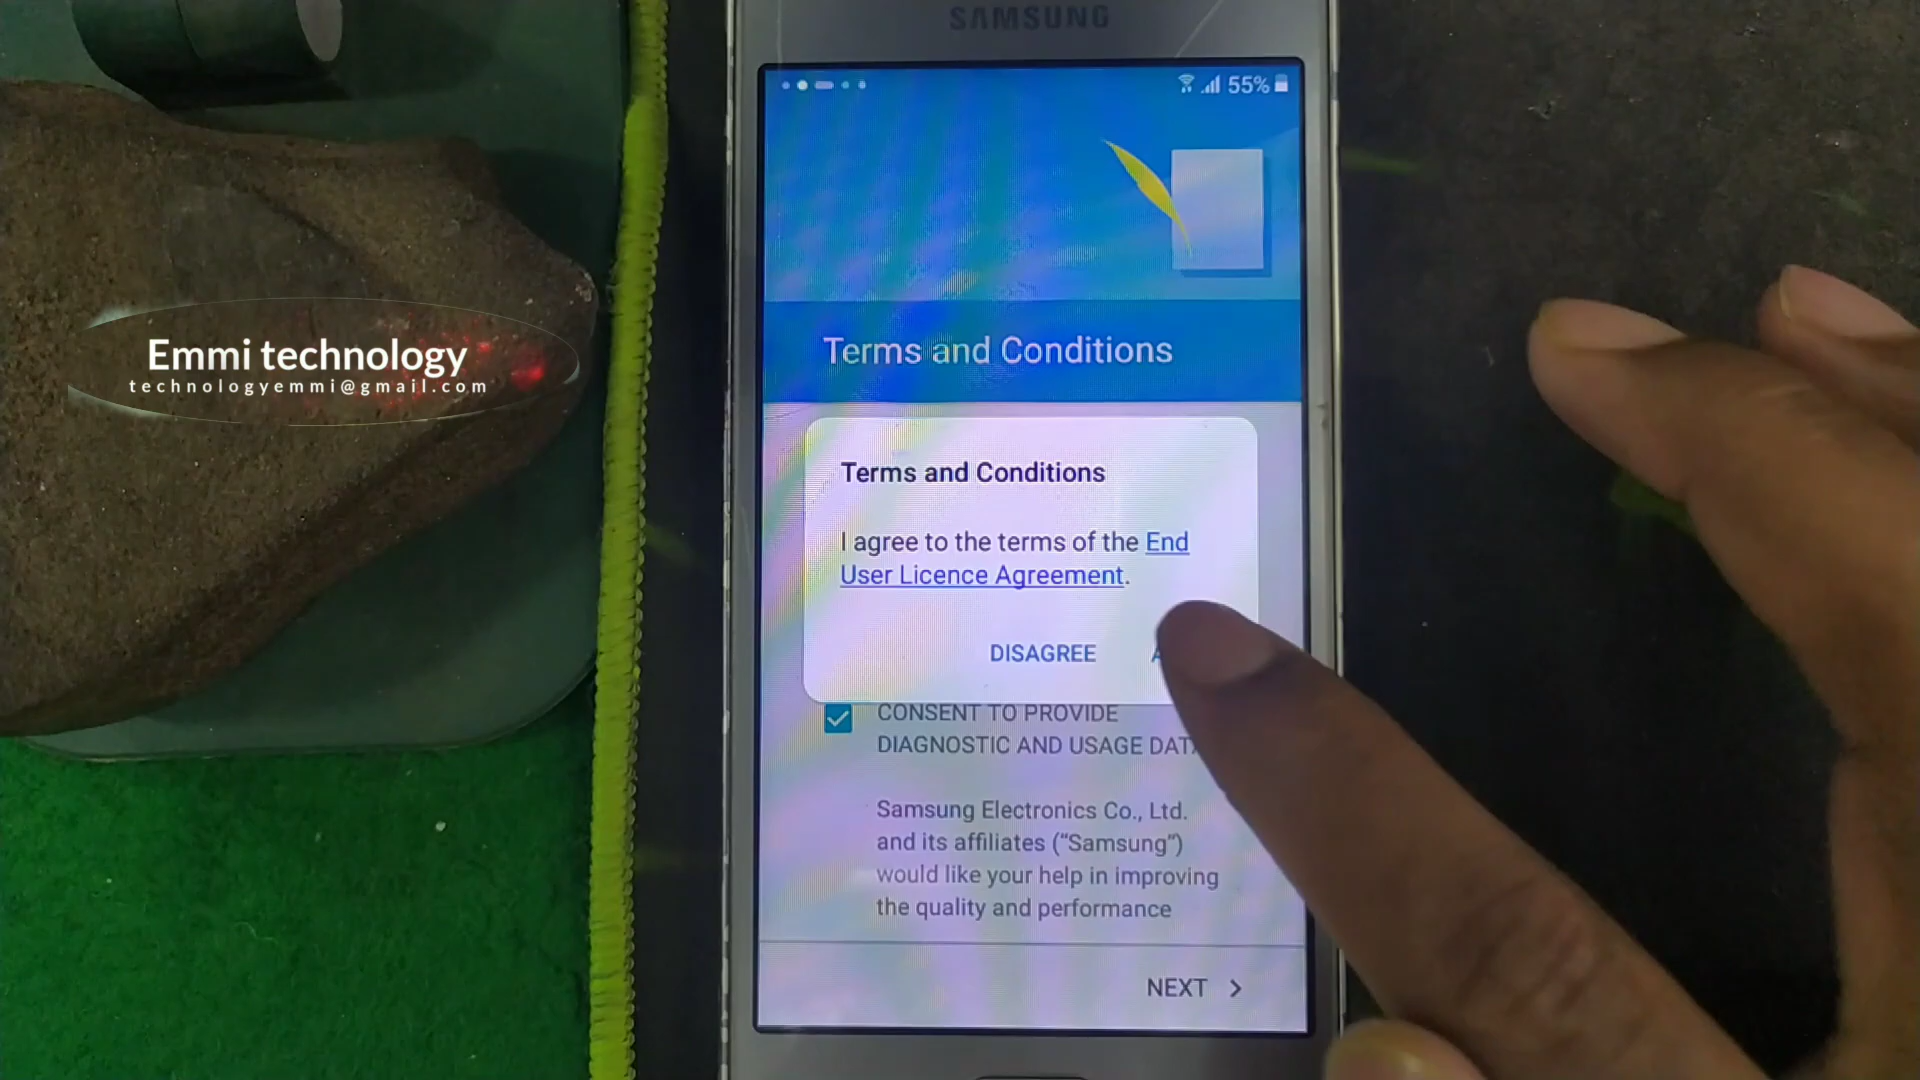 SAMSUNG
55%
Emmi technology
technologyemmi@gmail.com
Terms and Conditions
Terms and Conditions
I agree to the terms of the End
User Licence Agreement.
DISAGREE
CONSENT TO PROVIDE
DIAGNOSTIC AND USAGE DATA
Samsung Electronics Co., Ltd.
and its affiliates (“Samsung”)
would like your help in improving
the quality and performance
NEXT >